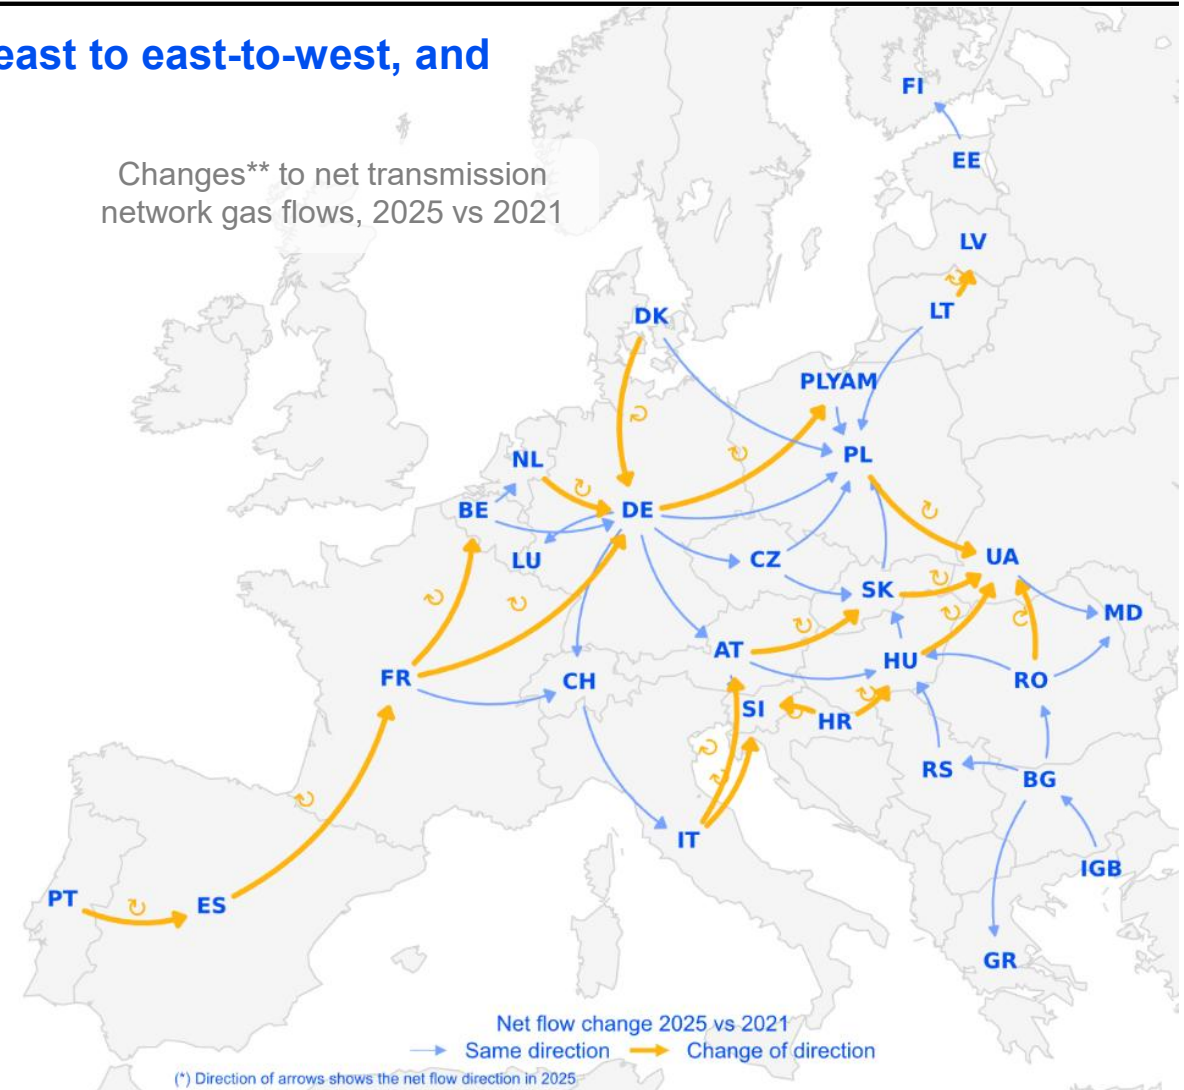 east to east-to-west, and
Changes** to net transmission
network gas flows, 2025 vs 2021
FI
EE
LV
LT
DK
PLYAM
PL
NL
BE
DE
LU
CZ
UA
SK
MD
AT
HU
FR
CH
RO
SI
HR
RS
BG
IT
IGB
PT
ES
GR
Net flow change 2025 vs 2021
Same direction
Change of direction
(*) Direction of arrows shows the net flow direction in 2025